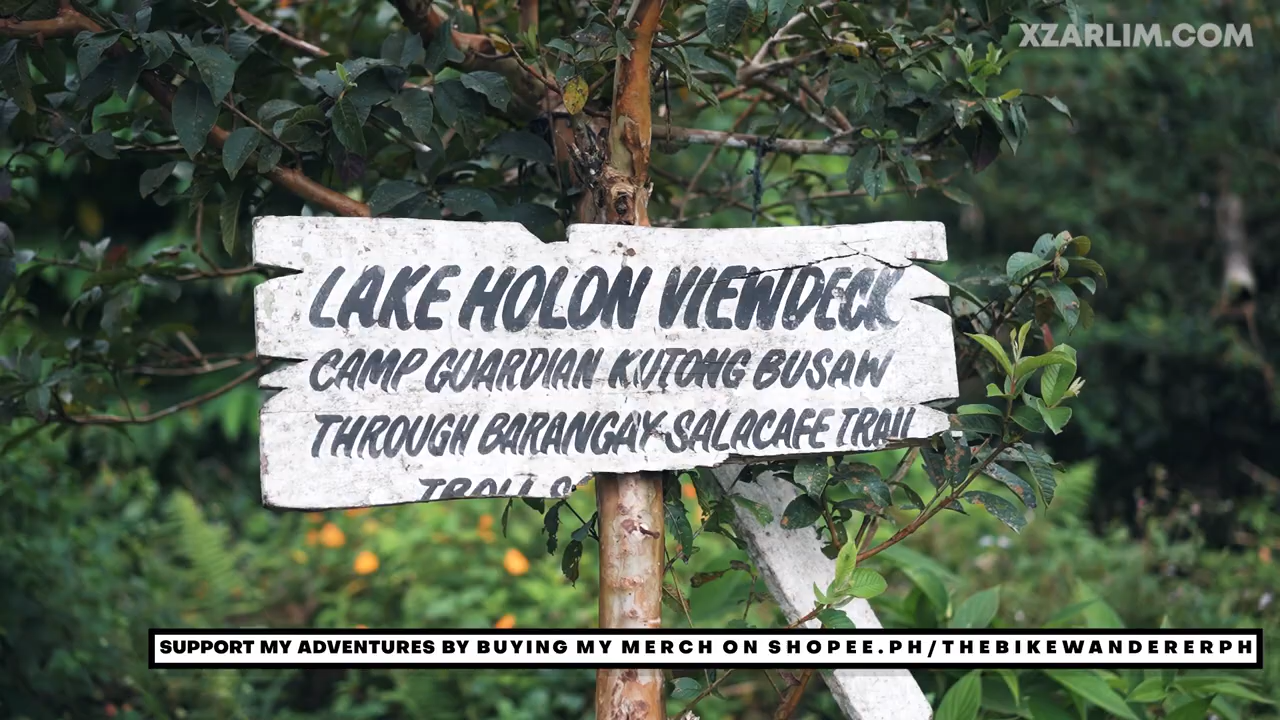 XZARLIM.COM
LAKE HOLON VIEWDECK
CAMP GUARDIAN KUTONG BUSAW
THROUGH BARANGAY SALACAFE TRAIL
SUPPORT MY ADVENTURES BY BUYING MY MERCH ON SHOPEE.PH/THEBIKEWANDERERPH